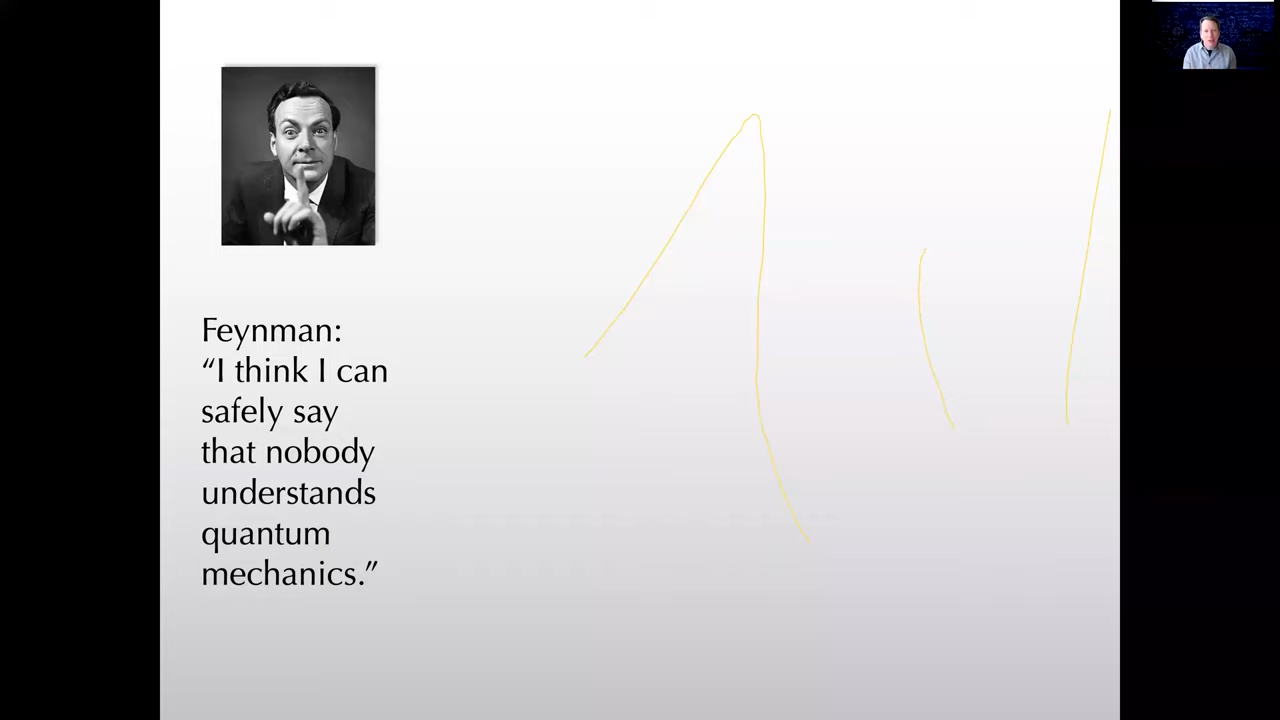 Feynman:
“I think I can
safely say
that nobody
understands
quantum
mechanics.”